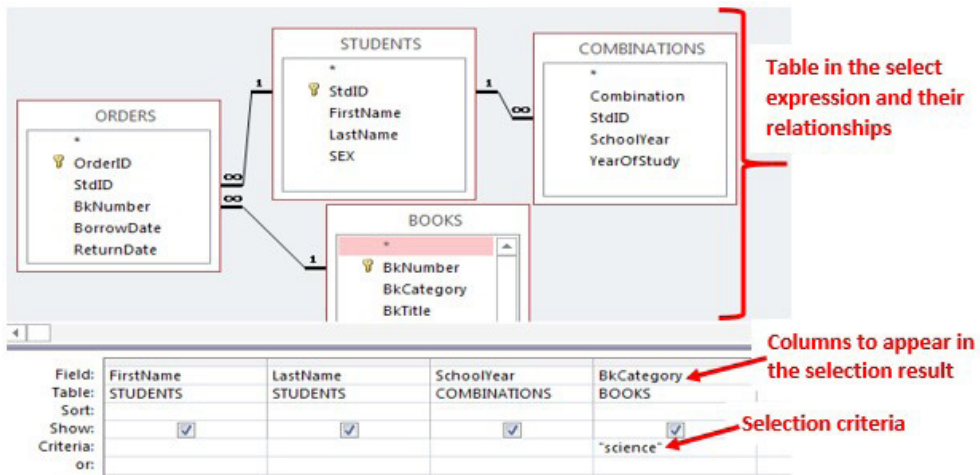 STUDENTS
*
StdID
FirstName
LastName
SEX
COMBINATIONS
*
Combination
StdID
SchoolYear
YearOfStudy
ORDERS
*
OrderID
StdID
BkNumber
BorrowDate
ReturnDate
BOOKS
*
BkNumber
BkCategory
BkTitle
1
∞
1
∞
∞
1
Table in the select
expression and their
relationships
Field: FirstName LastName SchoolYear BkCategory
Table: STUDENTS STUDENTS COMBINATIONS BOOKS
Sort:
Show:
Criteria: "science"
or:
Columns to appear in
the selection result
Selection criteria